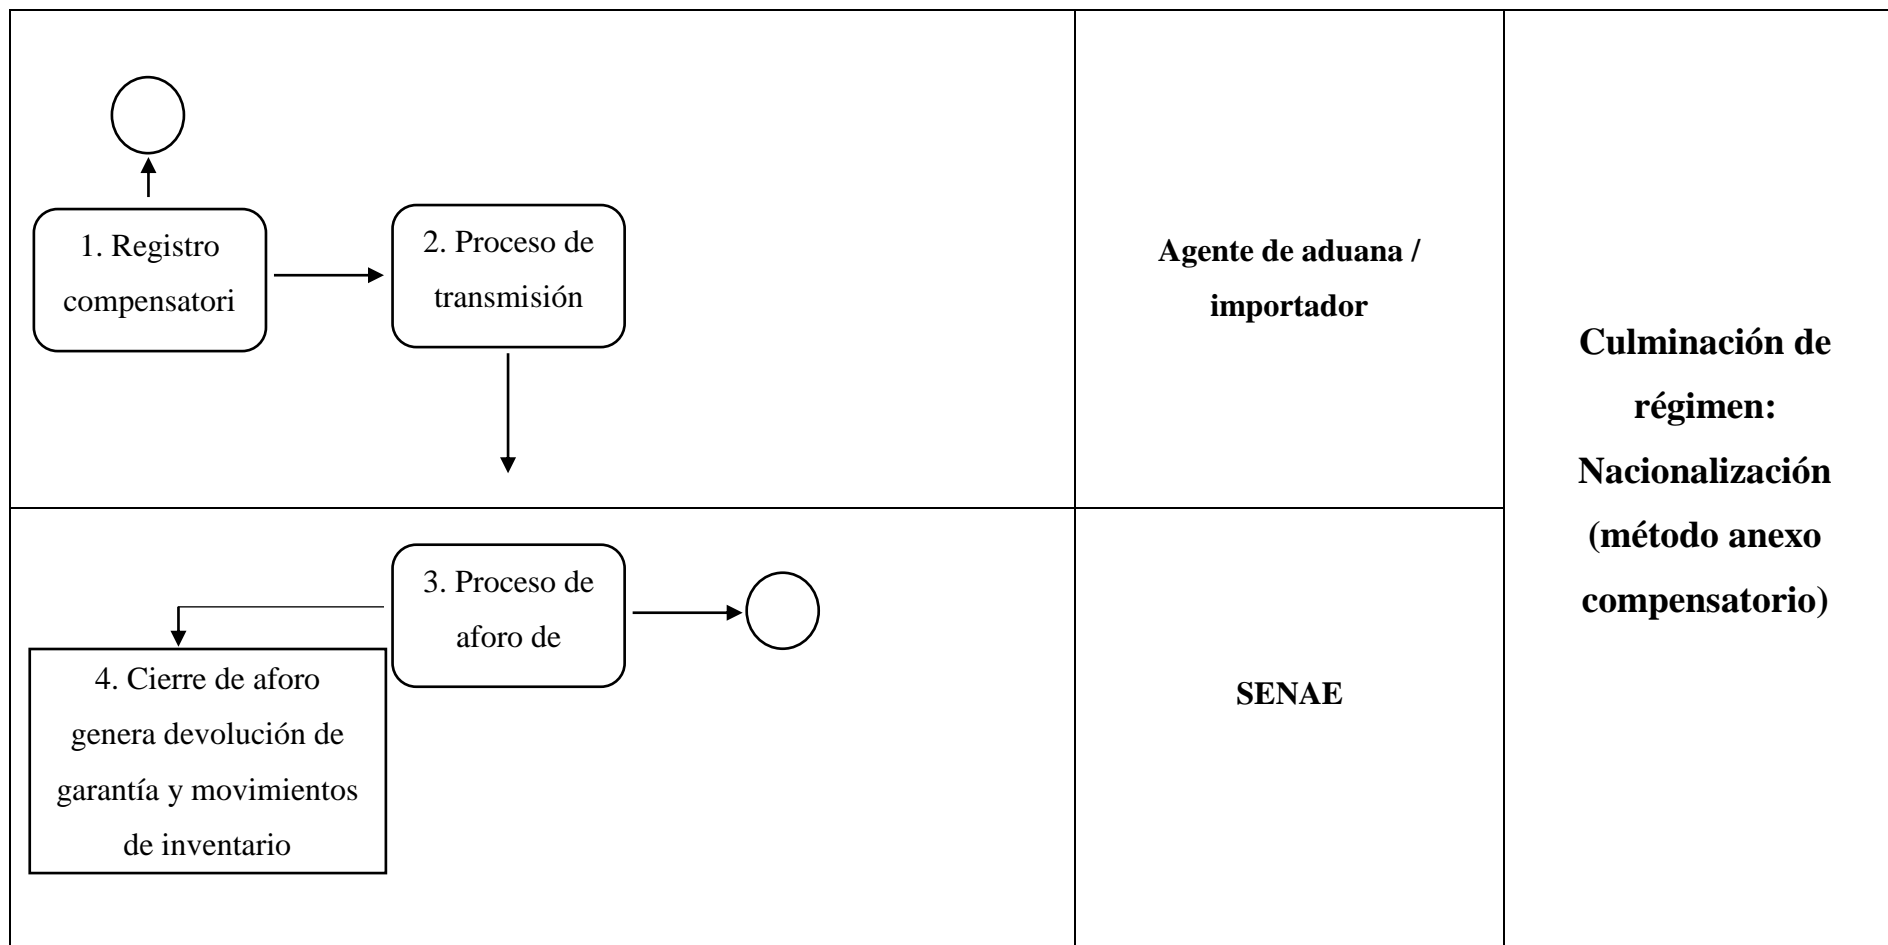 1. Registro
compensatori
2. Proceso de
transmisión
Agente de aduana /
importador
Culminación de
régimen:
Nacionalización
(método anexo
compensatorio)
3. Proceso de
aforo de
4. Cierre de aforo
genera devolución de
garantía y movimientos
de inventario
SENAE